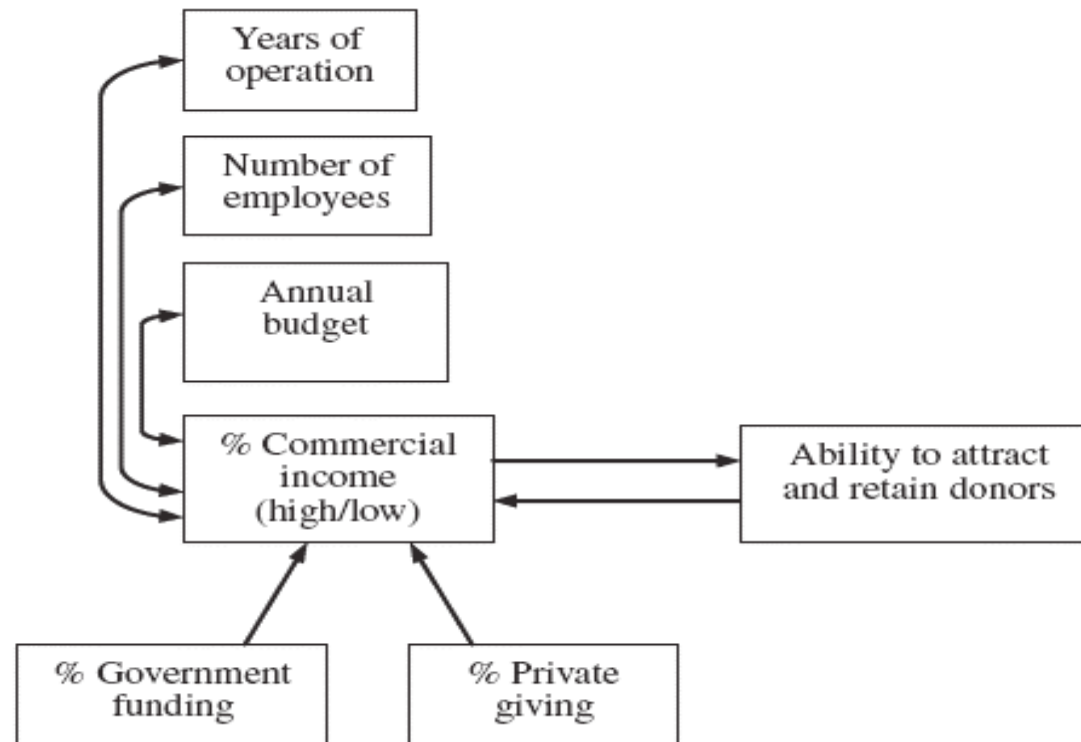 Years of
operation
Number of
employees
Annual
budget
% Commercial
income
(high/low)
Ability to attract
and retain donors
% Government
funding
% Private
giving